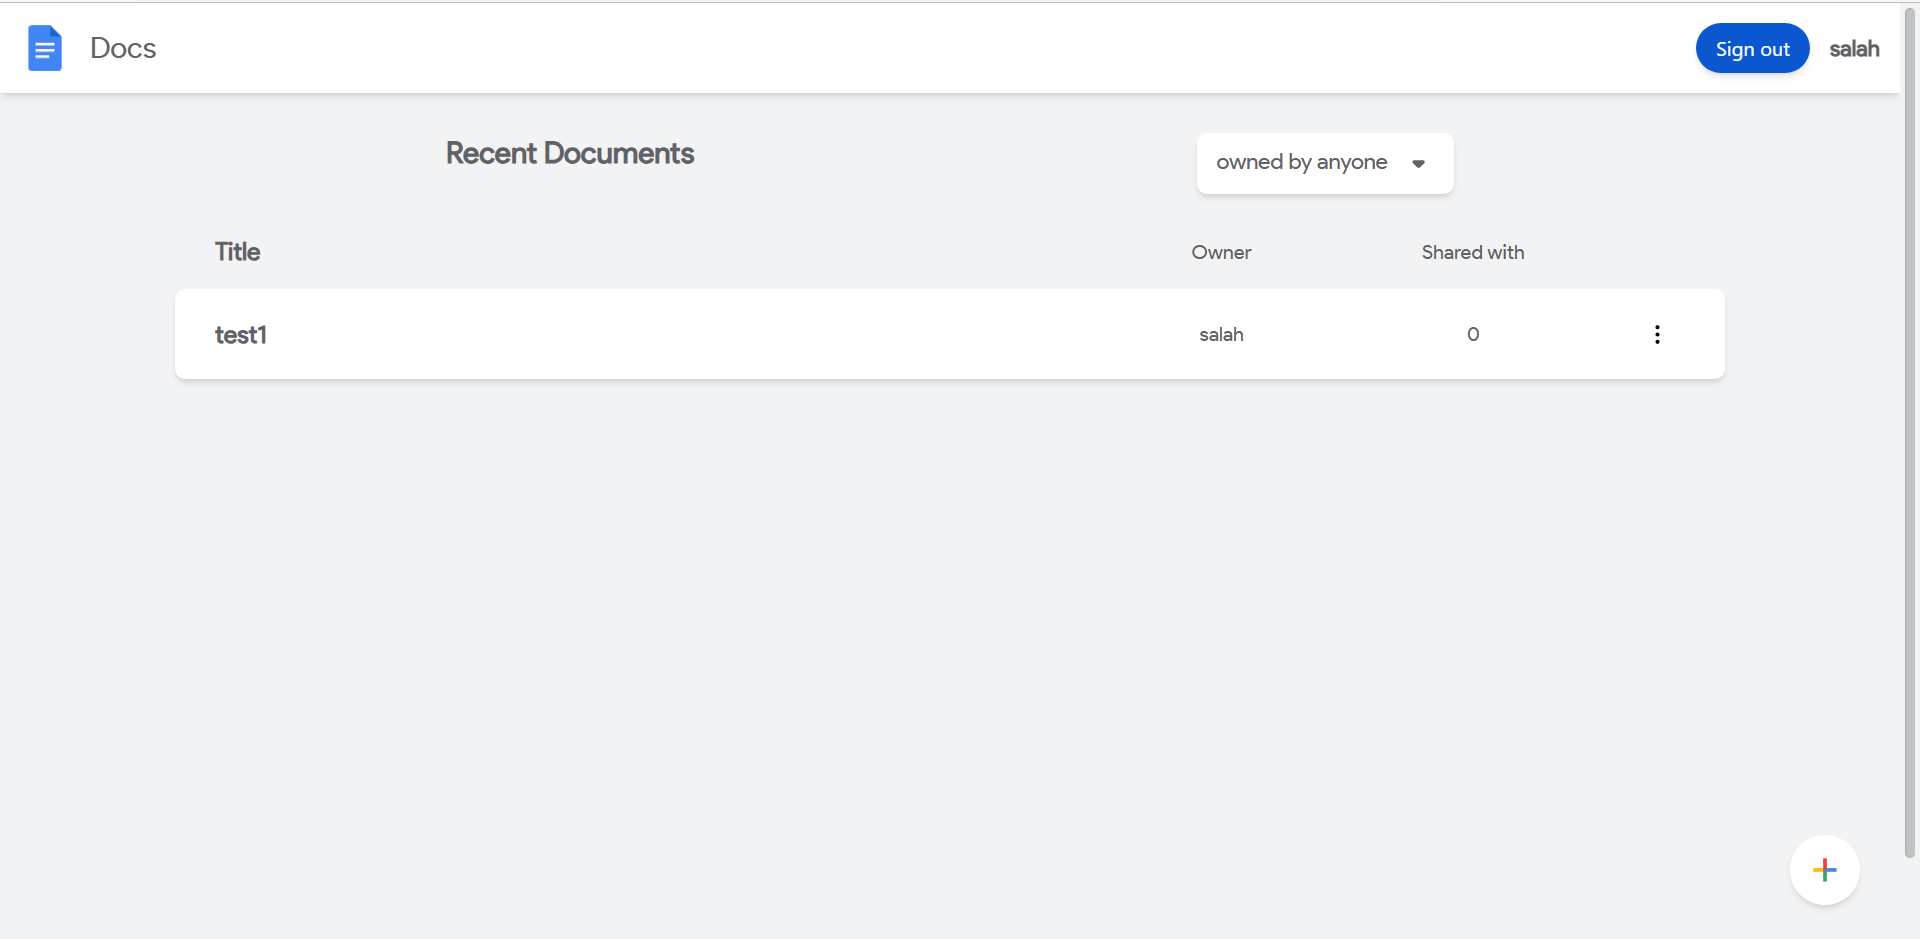 Docs
Sign out
salah
Recent Documents
owned by anyone
Title
Owner
Shared with
test1
salah
0